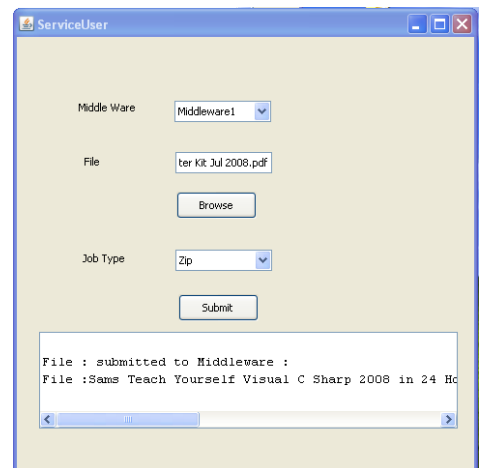 ServiceUser
Middle Ware
Middleware1
File
ter Kit Jul 2008.pdf
Browse
Job Type
Zip
Submit
File : submitted to Middleware :
File :Sams Teach Yourself Visual C Sharp 2008 in 24 Ho